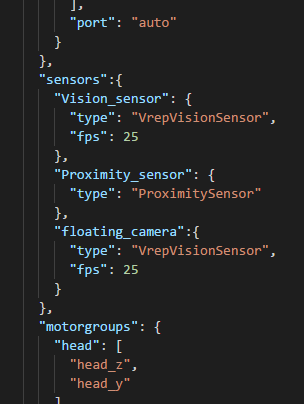 ],
"port": "auto"
}
},
"sensors":{
"Vision_sensor": {
"type": "VrepVisionSensor",
"fps": 25
},
"Proximity_sensor": {
"type": "ProximitySensor"
},
"floating_camera":{
"type": "VrepVisionSensor",
"fps": 25
}
},
"motorgroups": {
"head": [
"head_z",
"head_y"
]